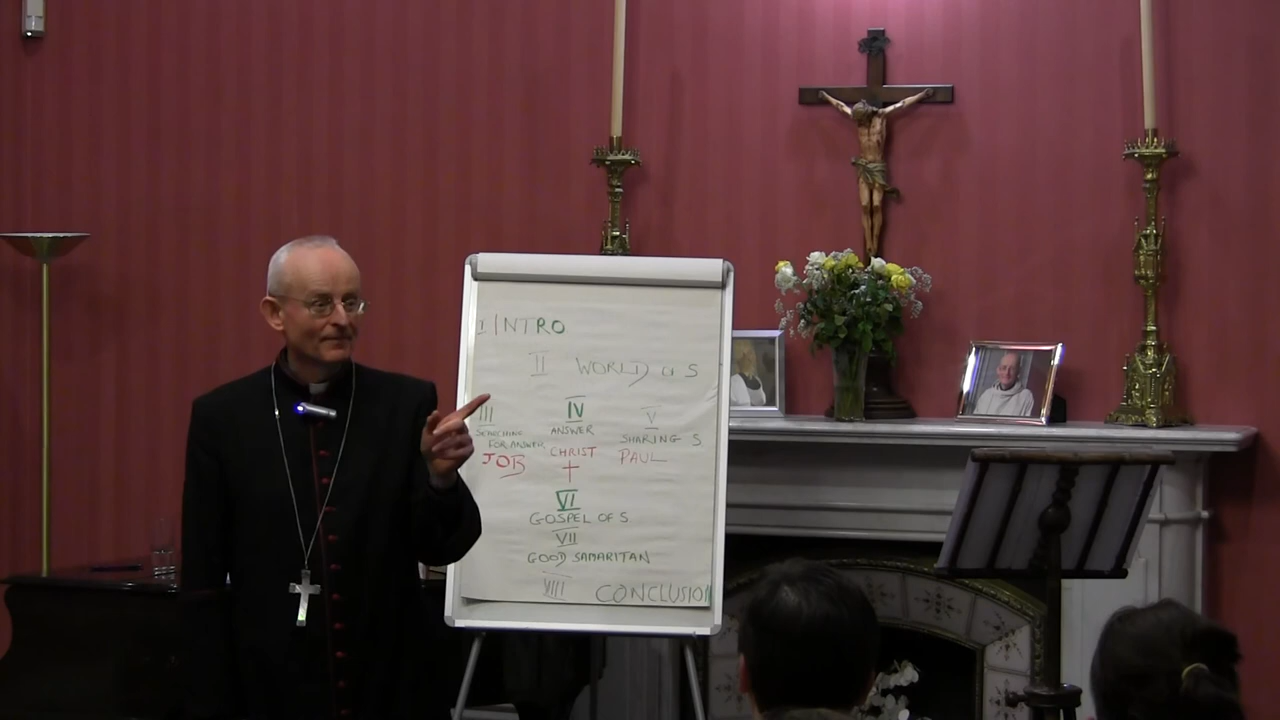 I INTRO
II WORLD of S
III
SEARCHING
FOR ANSWER
JOB
IV
ANSWER
CHRIST
V
SHARING S
PAUL
VI
GOSPEL OF S.
VII
GOOD SAMARITAN
VIII CONCLUSION